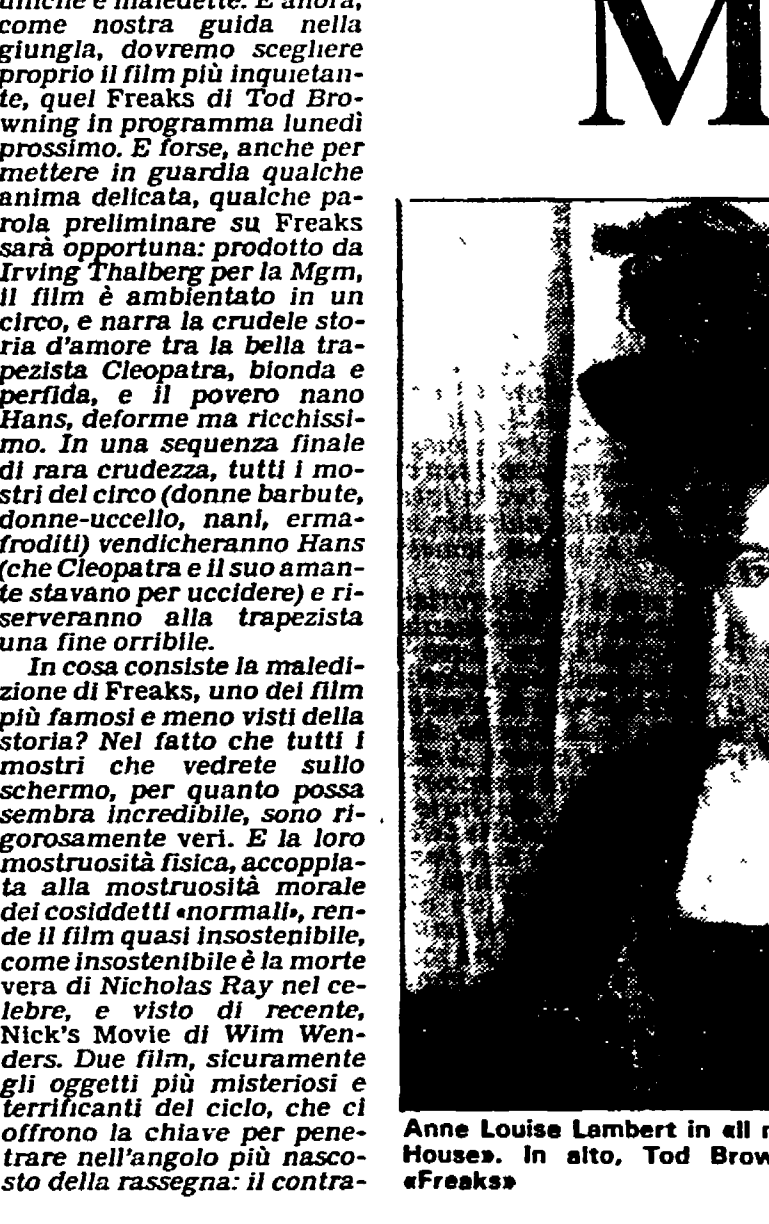 uniche e maledette. E ahora,
come nostra guida nella
giungla, dovremo scegliere
proprio il film più inquietan-
te, quel Freaks di Tod Bro-
wning in programma lunedì
prossimo. E forse, anche per
mettere in guardia qualche
anima delicata, qualche pa-
rola preliminare su Freaks
sarà opportuna: prodotto da
Irving Thalberg per la Mgm,
il film è ambientato in un
circo, e narra la crudele sto-
ria d'amore tra la bella tra-
pezista Cleopatra, bionda e
perfida, e il povero nano
Hans, deforme ma ricchissi-
mo. In una sequenza finale
di rara crudezza, tutti i mo-
stri del circo (donne barbute,
donne-uccello, nani, erma-
froditi) vendicheranno Hans
(che Cleopatra e il suo aman-
te stavano per uccidere) e ri-
serveranno alla trapezista
una fine orribile.
In cosa consiste la maledi-
zione di Freaks, uno dei film
più famosi e meno visti della
storia? Nel fatto che tutti i
mostri che vedrete sullo
schermo, per quanto possa
sembra incredibile, sono ri-
gorosamente veri. E la loro
mostruosità fisica, accoppia-
ta alla mostruosità morale
dei cosiddetti «normali», ren-
de il film quasi insostenibile,
come insostenibile è la morte
vera di Nicholas Ray nel ce-
lebre, e visto di recente,
Nick's Movie di Wim Wen-
ders. Due film, sicuramente
gli oggetti più misteriosi e
terrificanti del ciclo, che ci
offrono la chiave per pene-
trare nell'angolo più nasco-
sto della rassegna: il contra-
M
Anne Louise Lambert in «Il
House». In alto, Tod Brow
«Freaks»